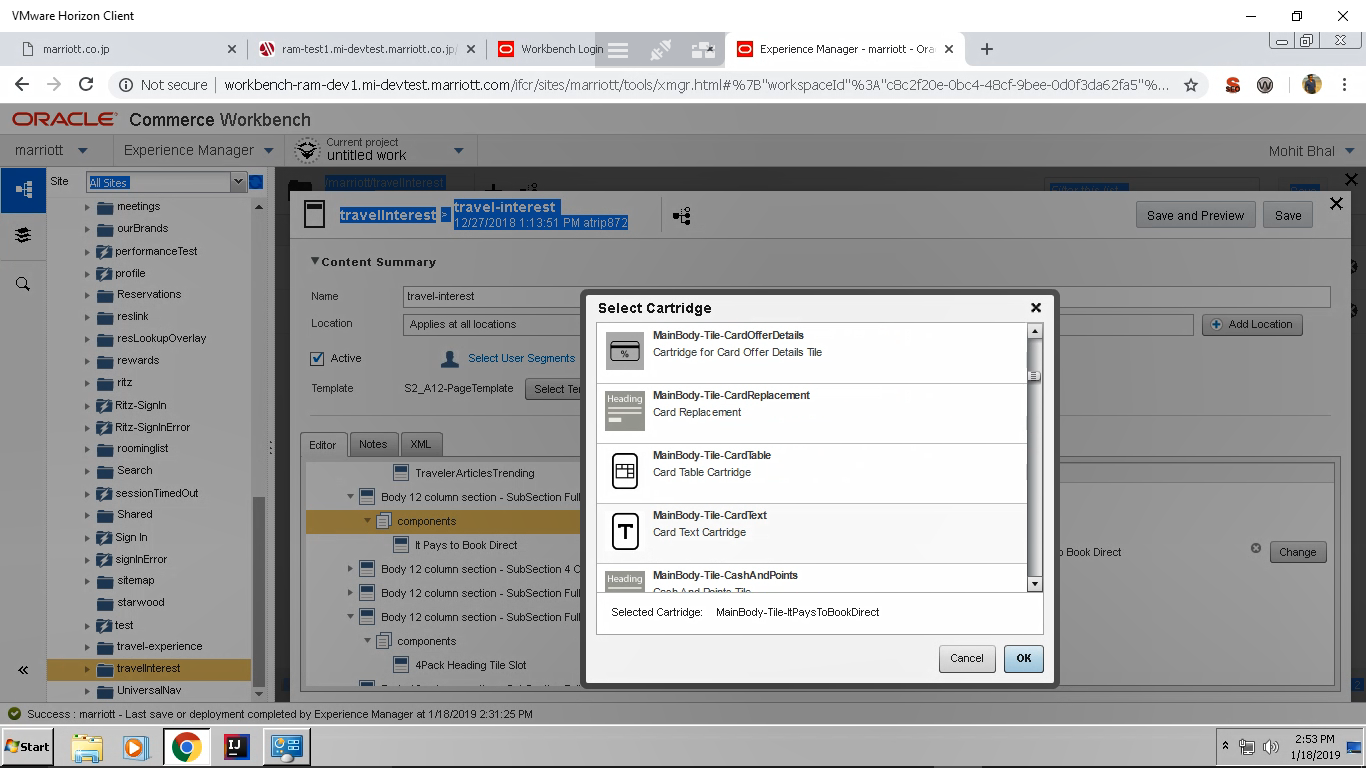 VMware Horizon Client
marriott.co.jp
ram-test1.mi-devtest.marriott.co.jp/
Workbench Login
Experience Manager - marriott - Ora
Not secure | workbench-ram-dev1.mi-devtest.marriott.com/ifcr/sites/marriott/tools/xmgr.html#%7B"workspaceId"%3A"c8c2f20e-0bc4-48cf-9bee-0d0f3da62fa5"%...
ORACLE Commerce Workbench
marriott
Experience Manager
Current project
untitled work
Mohit Bhal
Site
All Sites
/marriott/travelInterest
Filter this list...
meetings
ourBrands
performanceTest
profile
Reservations
reslink
resLookupOverlay
rewards
ritz
Ritz-SignIn
Ritz-SignInError
roominglist
Search
sessionTimedOut
Shared
Sign In
signInError
sitemap
starwood
test
travel-experience
travelInterest
UniversalNav
travelInterest >
travel-interest
12/27/2018 1:13:51 PM atrip872
Save and Preview
Save
Content Summary
Name
travel-interest
Location
Applies at all locations
Add Location
Active
Select User Segments
Template
S2_A12-PageTemplate
Select Te
Editor
Notes
XML
TravelerArticlesTrending
Body 12 column section - SubSection Full
components
It Pays to Book Direct
Body 12 column section - SubSection 4 C
Body 12 column section - SubSection Full
Body 12 column section - SubSection Full
components
4Pack Heading Tile Slot
o Book Direct
Change
Select Cartridge
%
MainBody-Tile-CardOfferDetails
Cartridge for Card Offer Details Tile
Heading
MainBody-Tile-CardReplacement
Card Replacement
MainBody-Tile-CardTable
Card Table Cartridge
T
MainBody-Tile-CardText
Card Text Cartridge
Heading
MainBody-Tile-CashAndPoints
Cash And Points Tile
Selected Cartridge: MainBody-Tile-ItPaysToBookDirect
Cancel
OK
Success : marriott - Last save or deployment completed by Experience Manager at 1/18/2019 2:31:25 PM
Start
IJ
2:53 PM
1/18/2019